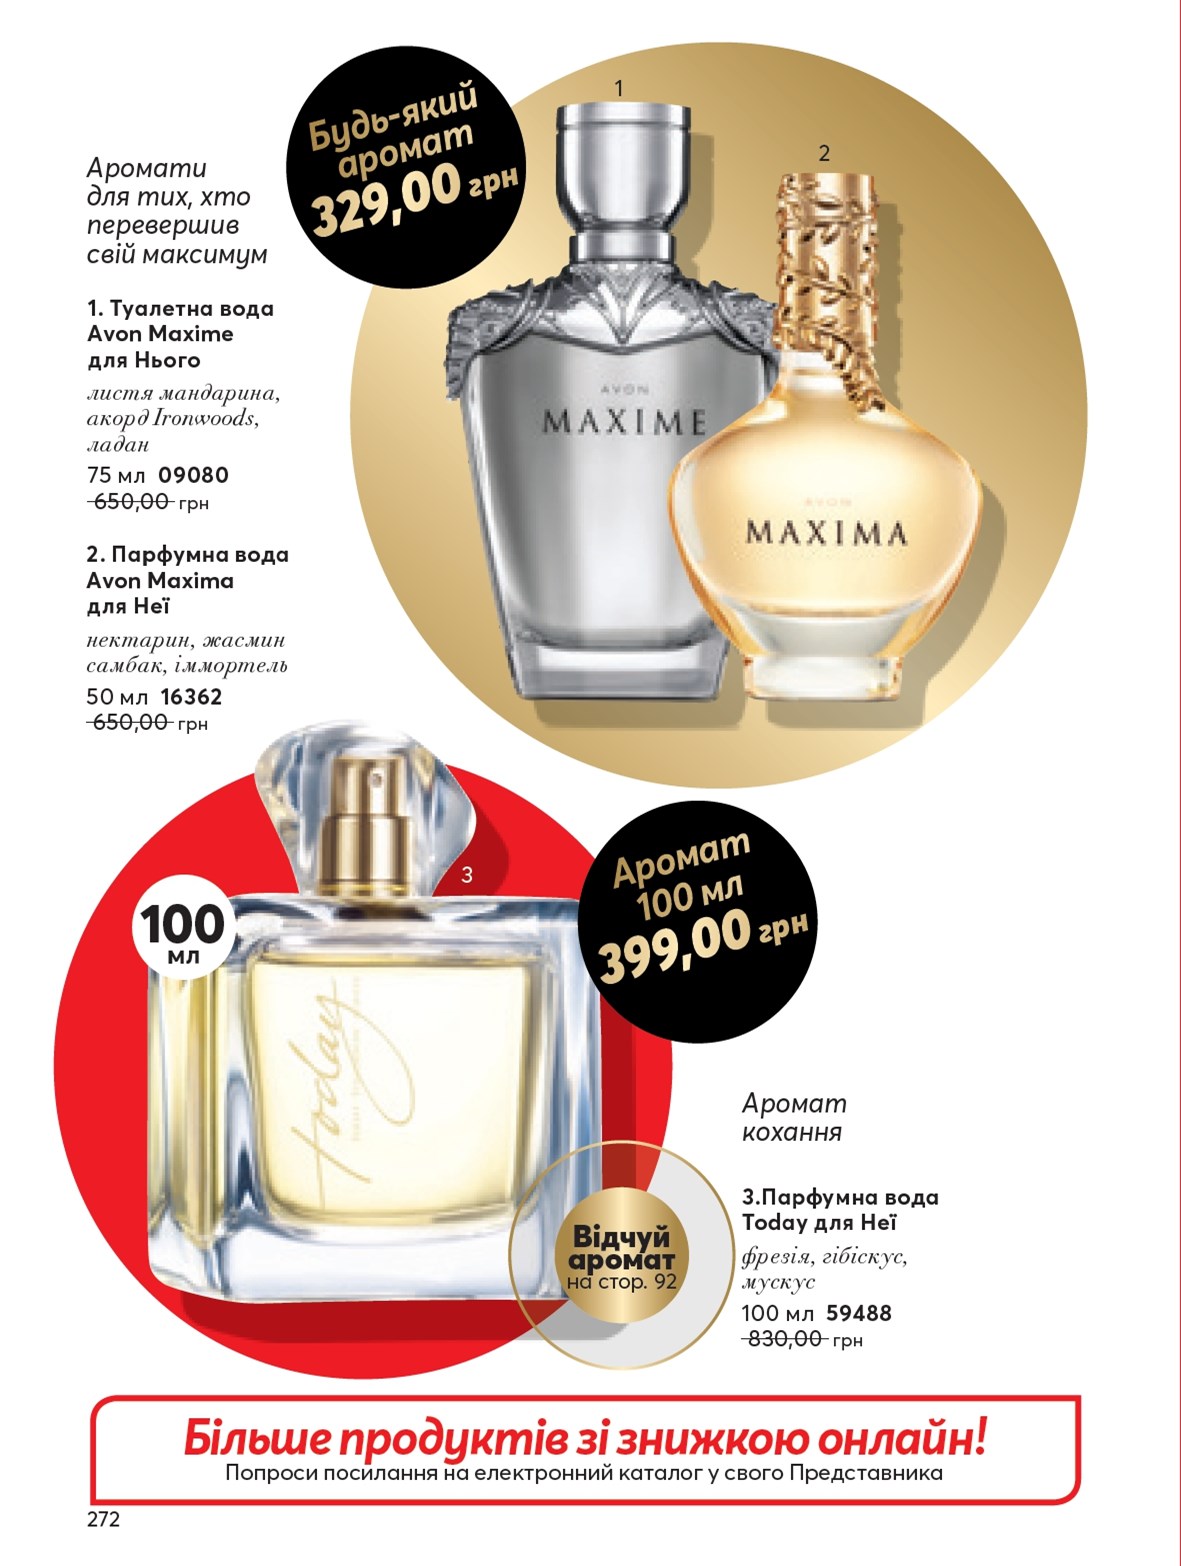 Будь-який
аромат
329,00 грн
1
2
Аромати
для тих, хто
перевершив
свій максимум
1. Туалетна вода
Avon Maxime
для Нього
листя мандарина,
акорд Ironwoods,
ладан
75 мл 09080
650,00 грн
2. Парфумна вода
Avon Maxima
для Неї
нектарин, жасмин
самбак, іммортель
50 мл 16362
650,00 грн
AVON
MAXIME
AVON
MAXIMA
3
100
мл
today
Аромат
100 мл
399,00 грн
Аромат
кохання
Відчуй
аромат
на стор. 92
3.Парфумна вода
Today для Неї
фрезія, гібіскус,
мускус
100 мл 59488
830,00 грн
Більше продуктів зі знижкою онлайн!
Попроси посилання на електронний каталог у свого Представника
272